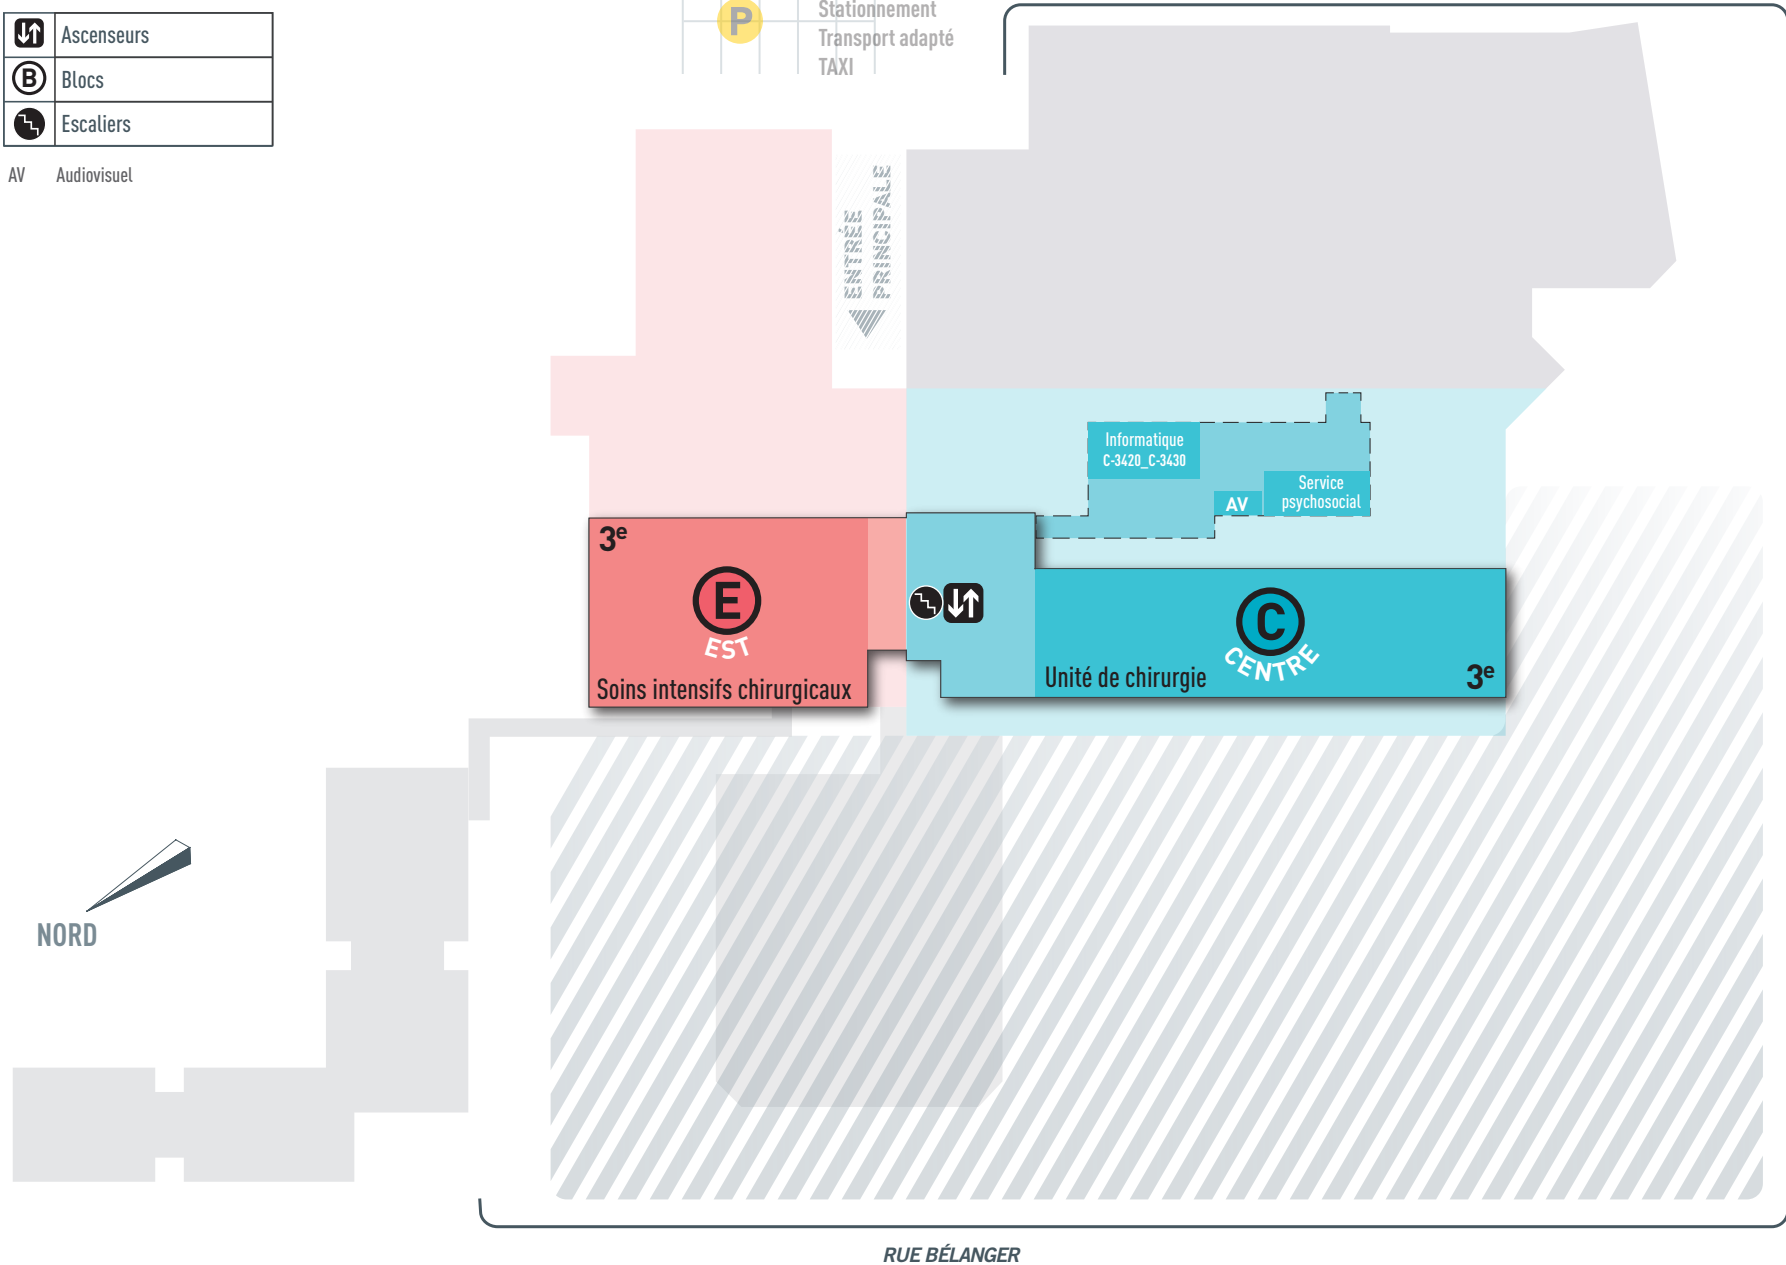 Ascenseurs
B Blocs
Escaliers
AV Audiovisuel
P
Stationnement
Transport adapté
TAXI
ENTRÉE
PRINCIPALE
Informatique
C-3420_C-3430
AV
Service
psychosocial
3e
E
EST
Soins intensifs chirurgicaux
C
CENTRE
Unité de chirurgie
3e
NORD
RUE BÉLANGER